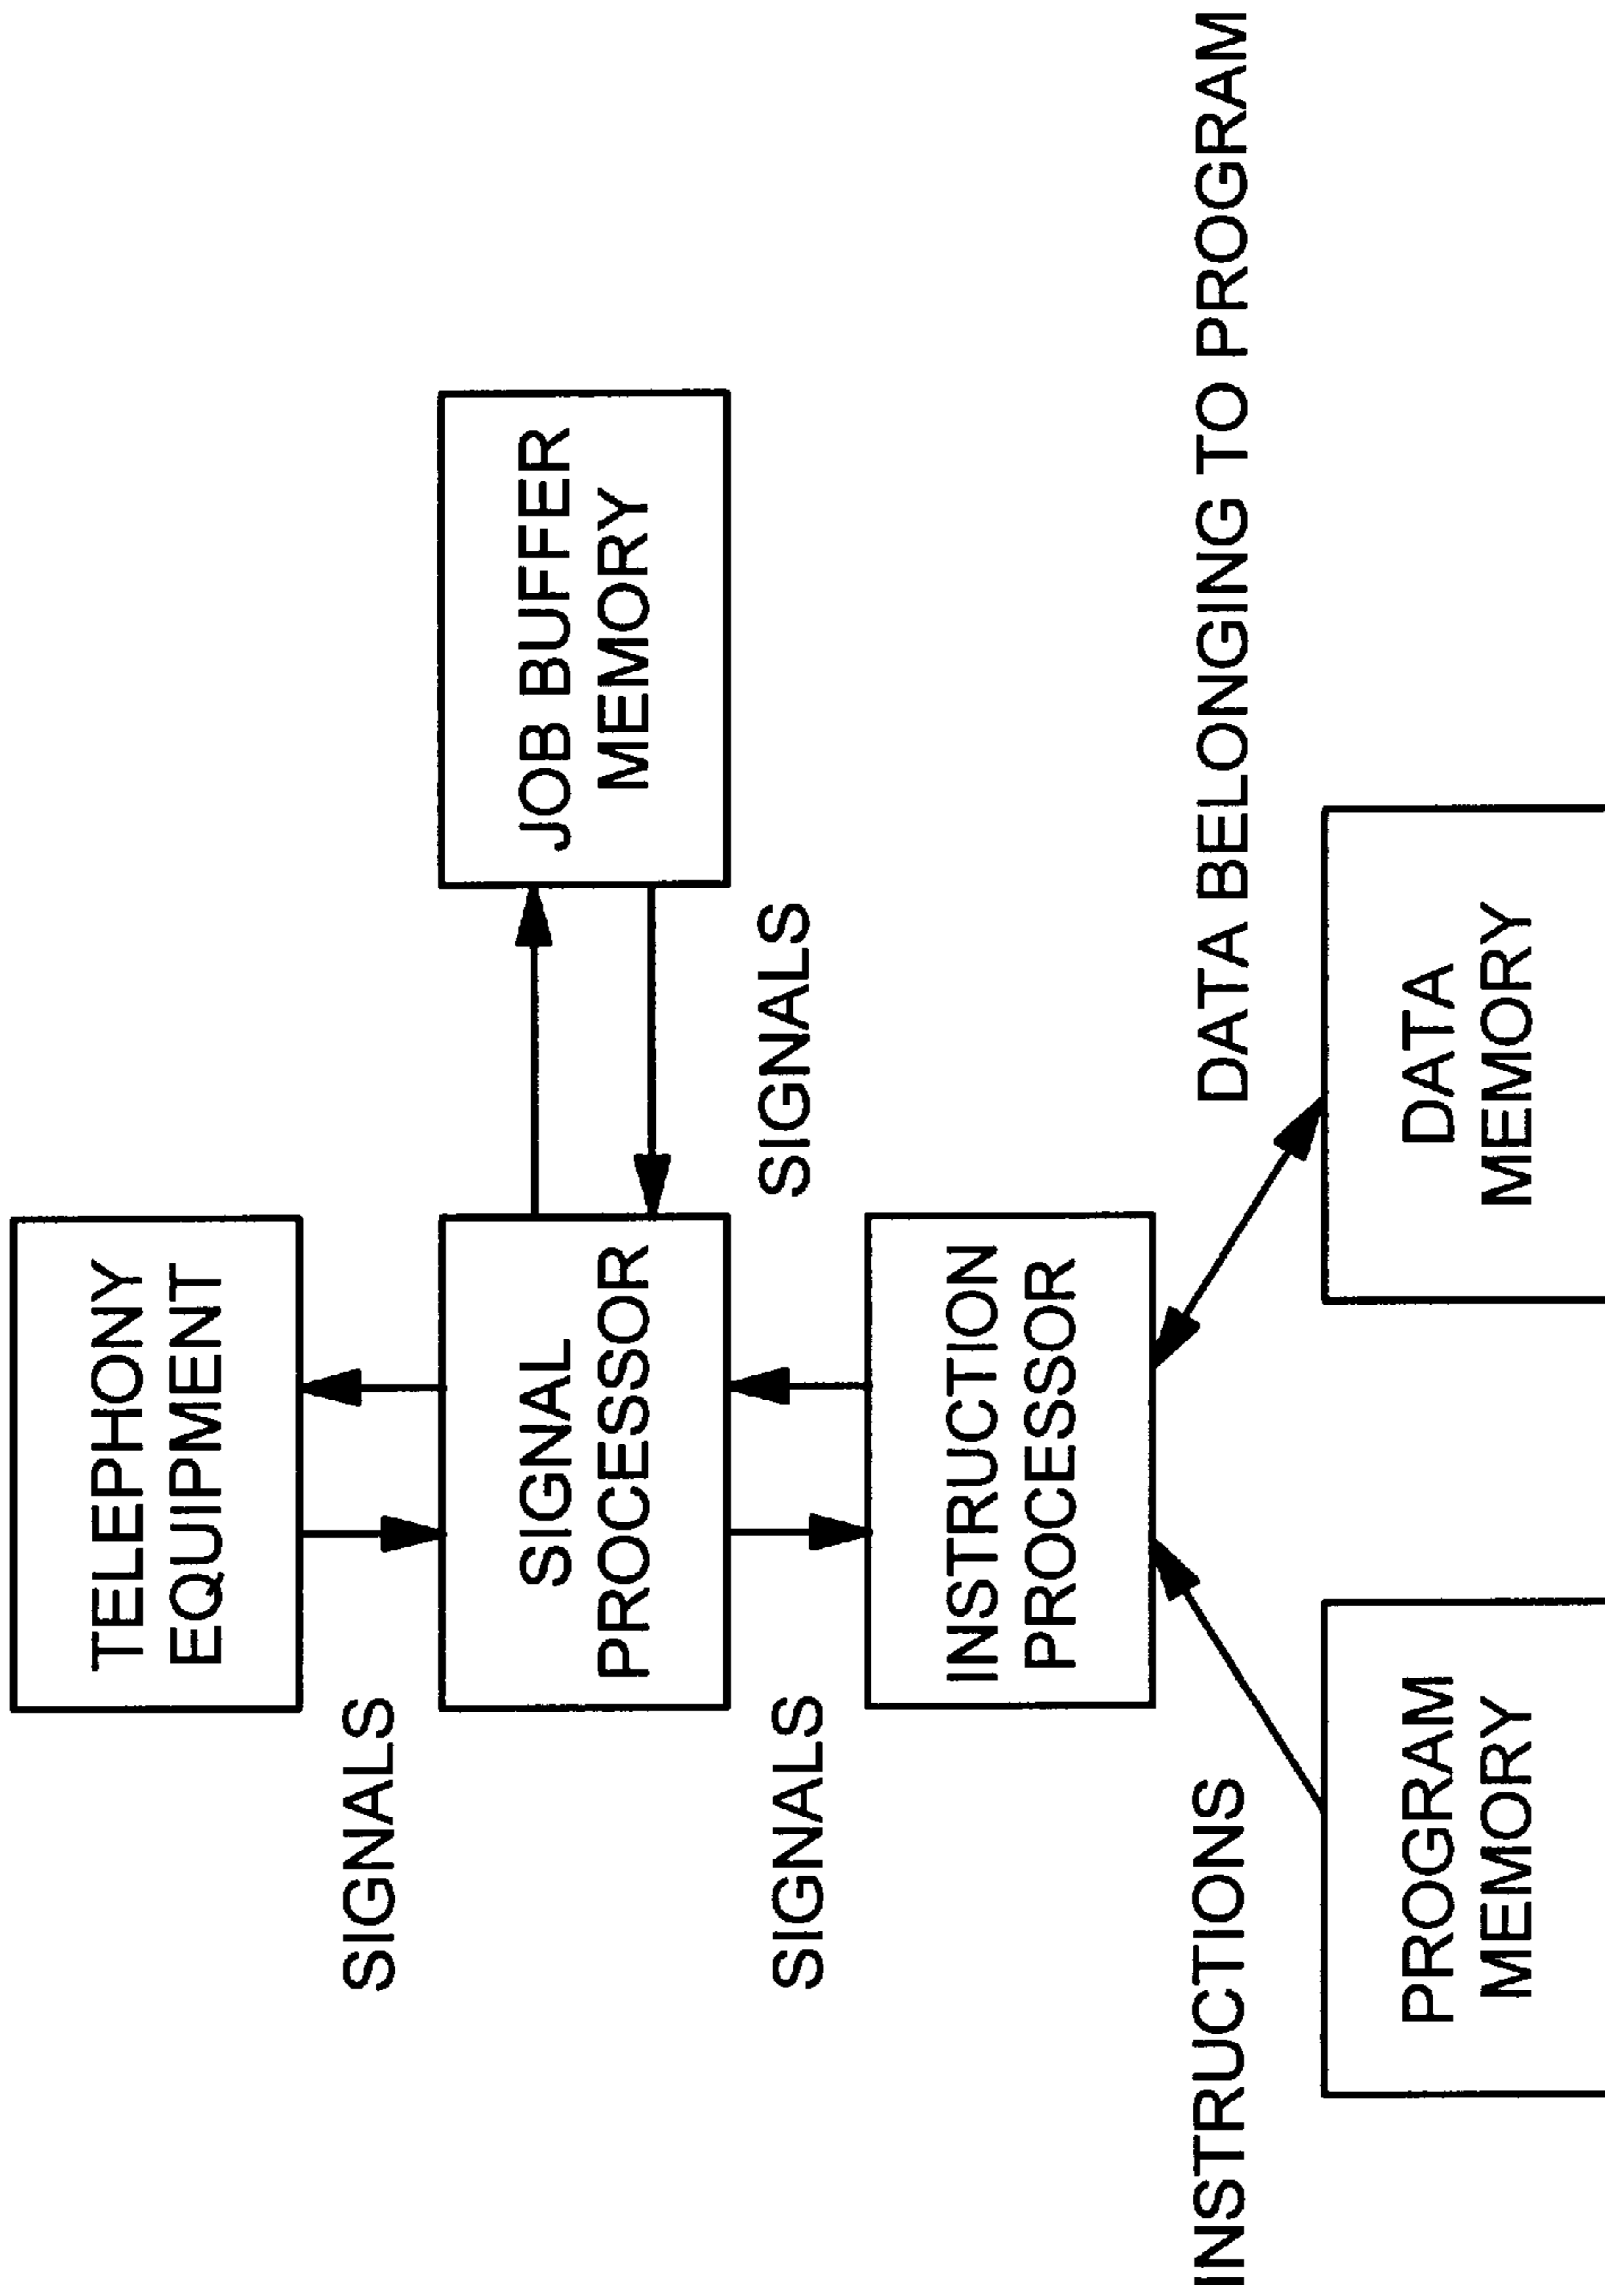 TELEPHONY
EQUIPMENT
SIGNALS
SIGNAL
PROCESSOR
JOB BUFFER
MEMORY
SIGNALS
SIGNALS
INSTRUCTION
PROCESSOR
INSTRUCTIONS
DATA BELONGING TO PROGRAM
PROGRAM
MEMORY
DATA
MEMORY